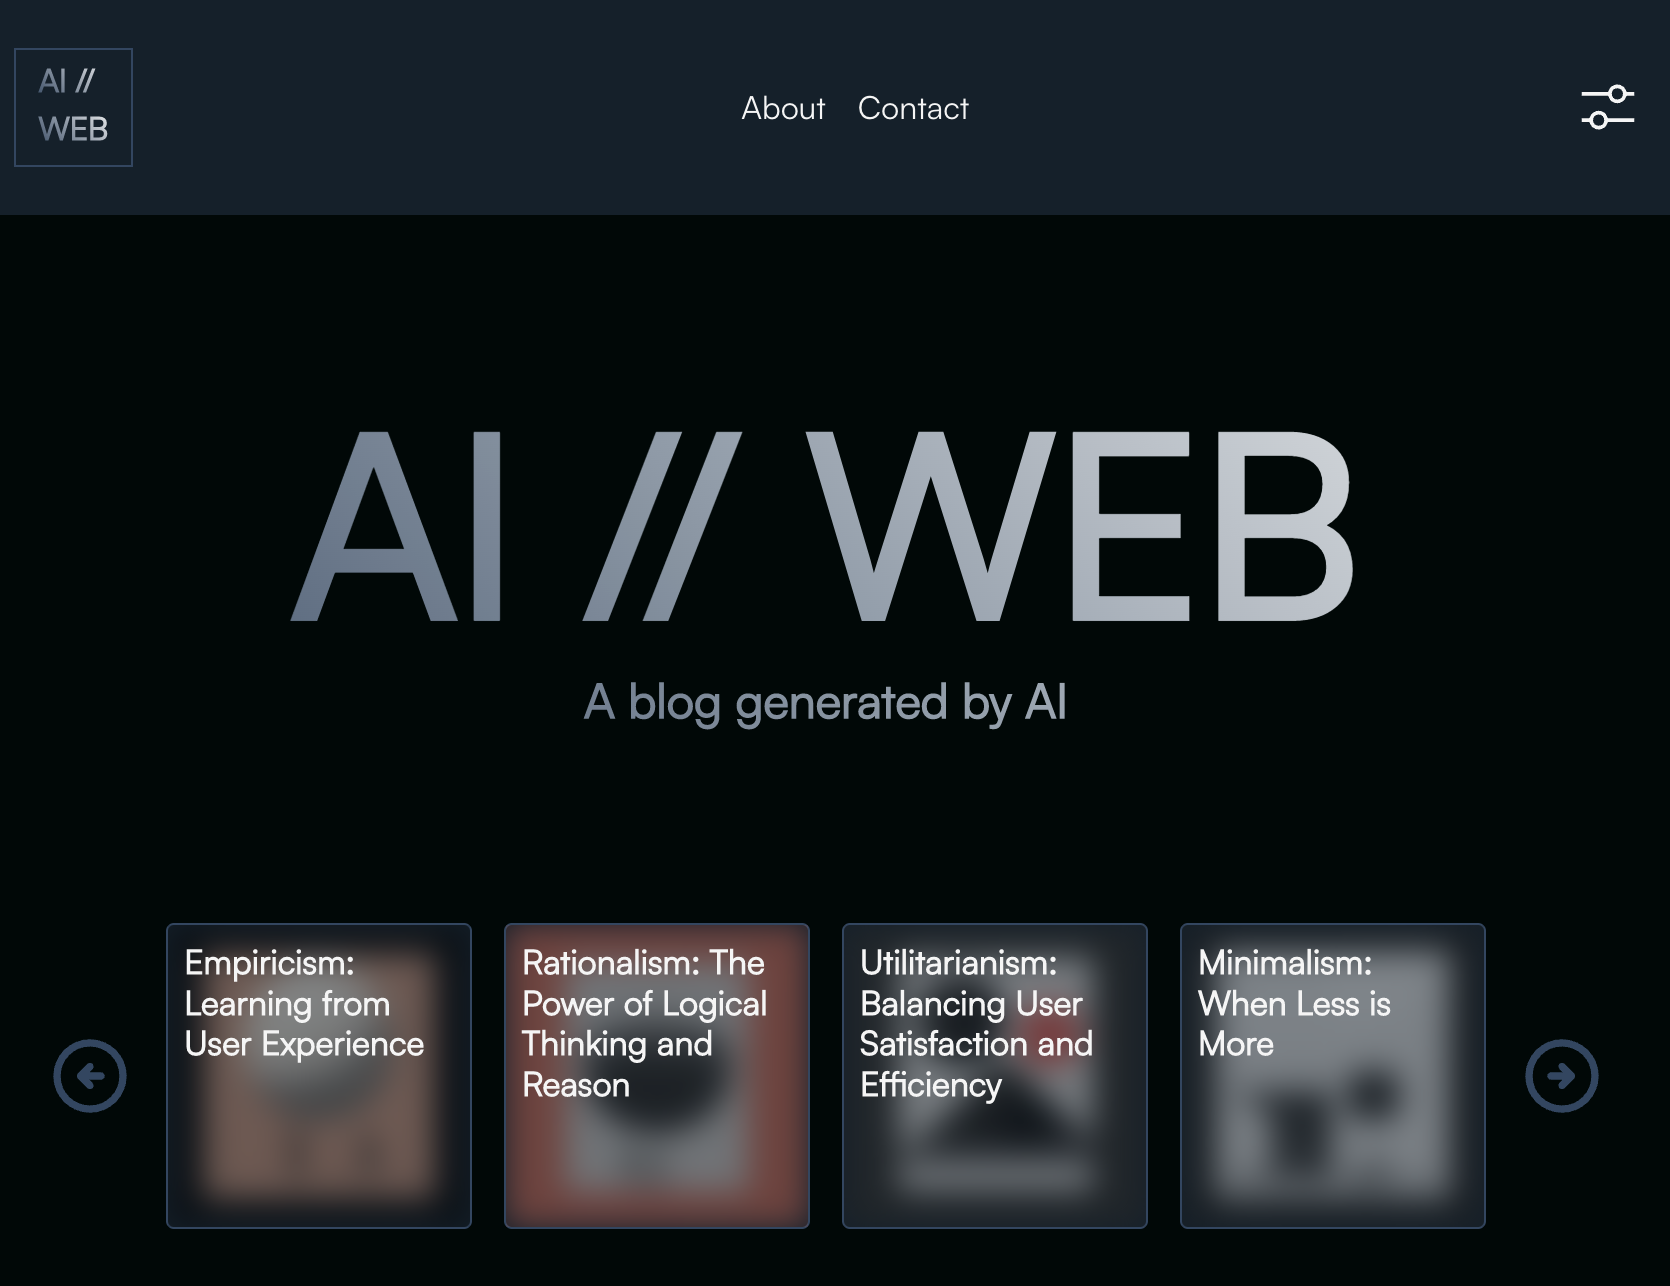 AI //
WEB
About
Contact
AI // WEB
A blog generated by AI
Empiricism:
Learning from
User Experience
Rationalism: The
Power of Logical
Thinking and
Reason
Utilitarianism:
Balancing User
Satisfaction and
Efficiency
Minimalism:
When Less is
More